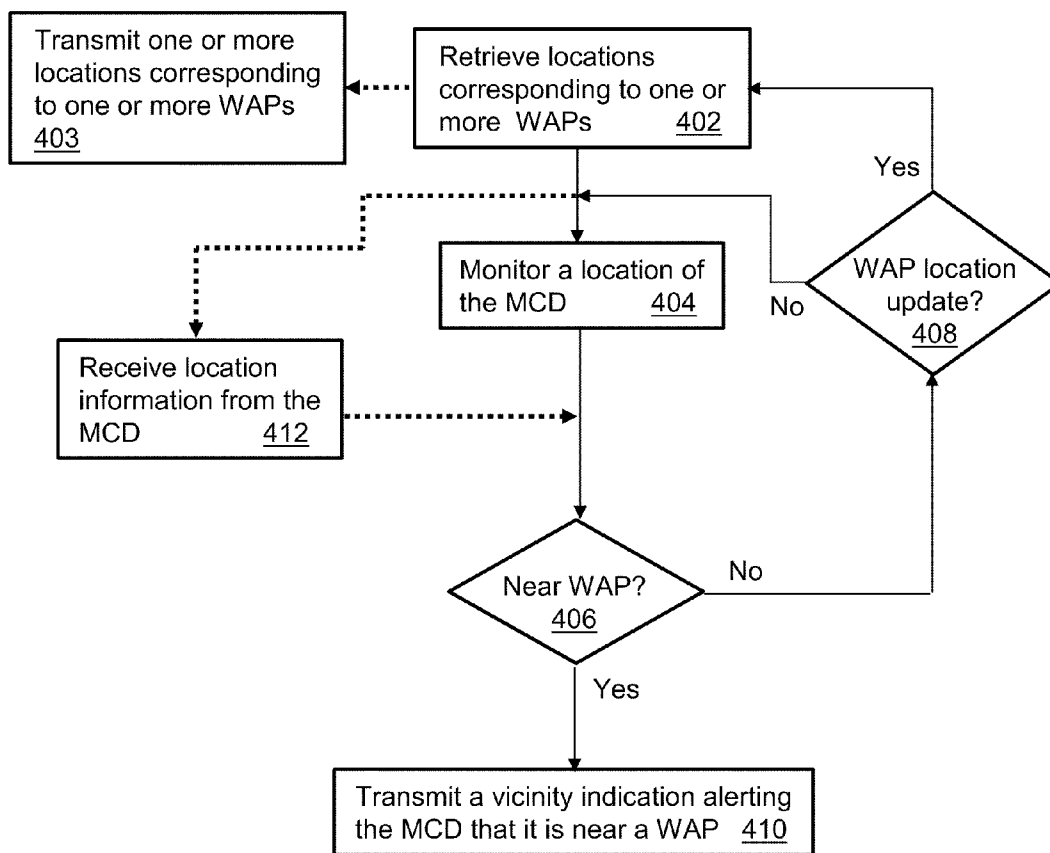 Transmit one or more
locations corresponding
to one or more WAPs
403
Retrieve locations
corresponding to one or
more WAPs 402
Yes
Monitor a location of
the MCD 404
No
WAP location
update?
408
Receive location
information from the
MCD 412
Near WAP?
406
No
Yes
Transmit a vicinity indication alerting
the MCD that it is near a WAP 410